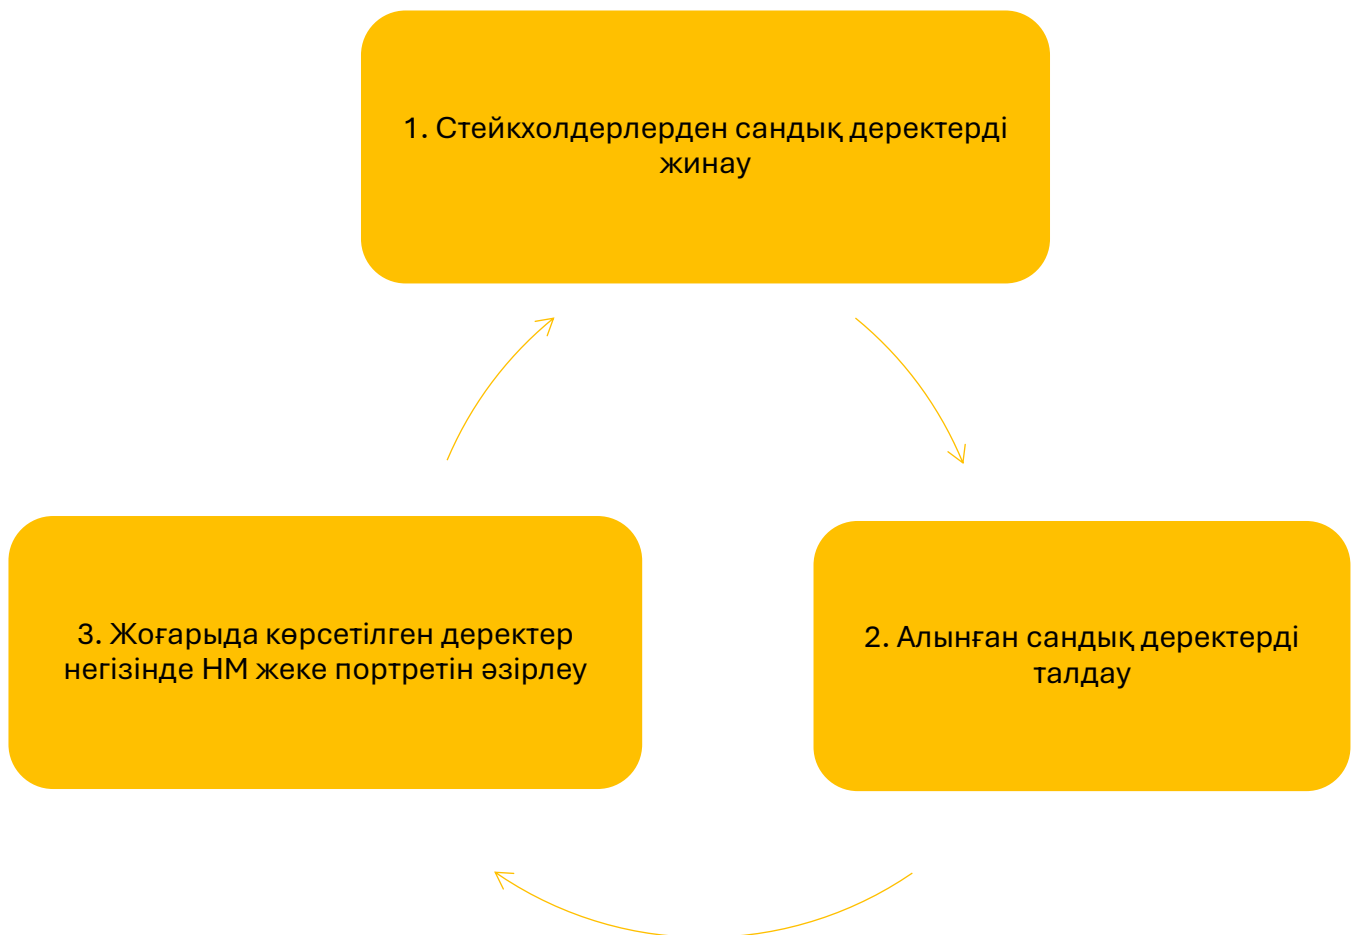 1. Стейкхолдерлерден сандық деректерді
жинау
3. Жоғарыда көрсетілген деректер
негізінде НМ жеке портретін әзірлеу
2. Алынған сандық деректерді
талдау